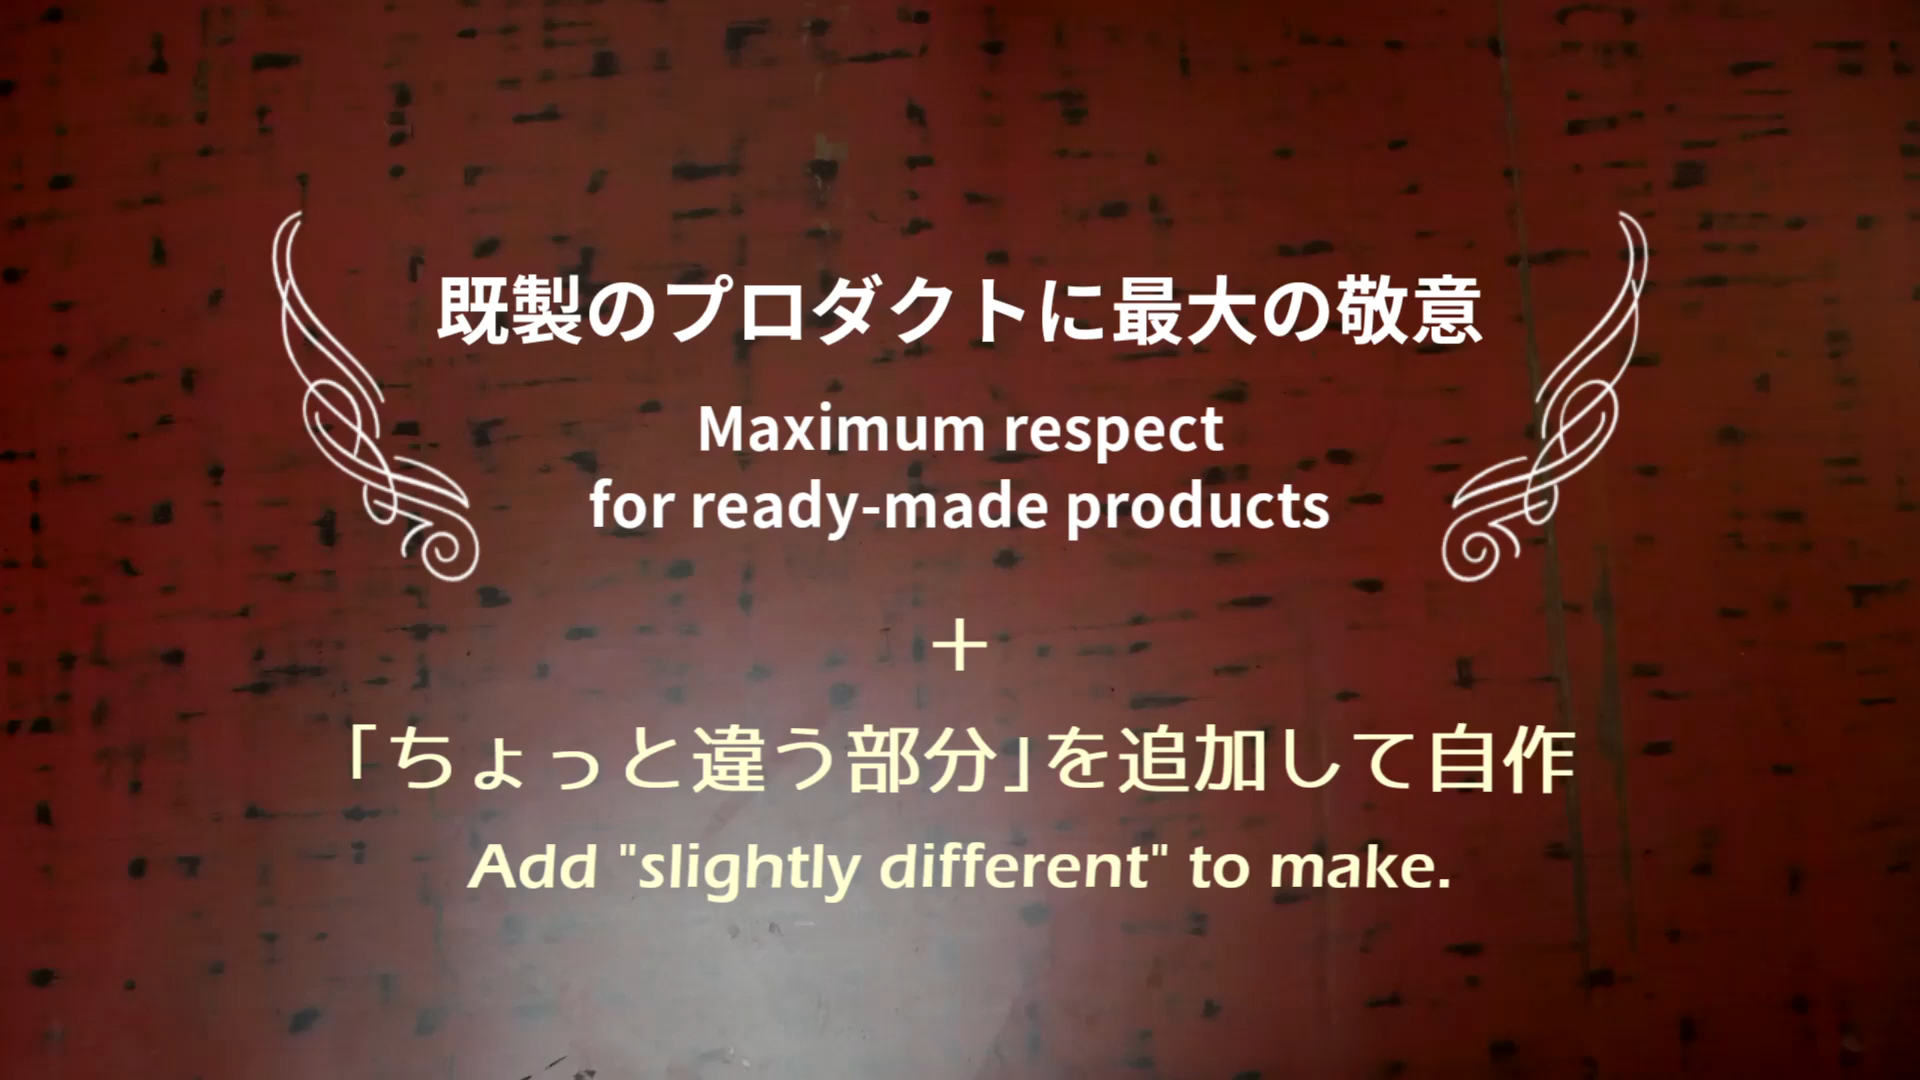 既製のプロダクトに最大の敬意
Maximum respect
for ready-made products
+
「ちょっと違う部分」を追加して自作
Add "slightly different" to make.